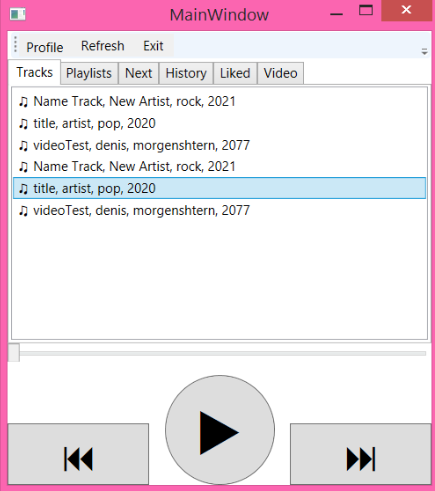 MainWindow
Profile Refresh Exit
Tracks Playlists Next History Liked Video
♫ Name Track, New Artist, rock, 2021
♫ title, artist, pop, 2020
♫ videoTest, denis, morgenshtern, 2077
♫ Name Track, New Artist, rock, 2021
♫ title, artist, pop, 2020
♫ videoTest, denis, morgenshtern, 2077